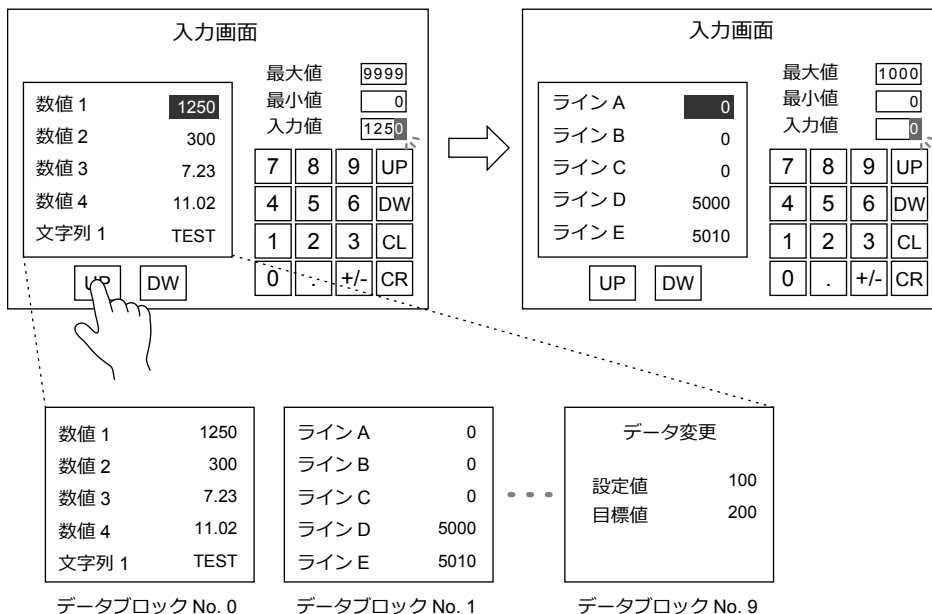 入力画面
最大値 9999
最小値 0
入力値 1250
数値 1 1250
数値 2 300
数値 3 7.23
数値 4 11.02
文字列 1 TEST
7 8 9 UP
4 5 6 DW
1 2 3 CL
0 . +/- CR
UP DW
入力画面
最大値 1000
最小値 0
入力値 0
ライン A 0
ライン B 0
ライン C 0
ライン D 5000
ライン E 5010
7 8 9 UP
4 5 6 DW
1 2 3 CL
0 . +/- CR
UP DW
数値 1 1250
数値 2 300
数値 3 7.23
数値 4 11.02
文字列 1 TEST
データブロック No. 0
ライン A 0
ライン B 0
ライン C 0
ライン D 5000
ライン E 5010
データブロック No. 1
データ変更
設定値 100
目標値 200
データブロック No. 9